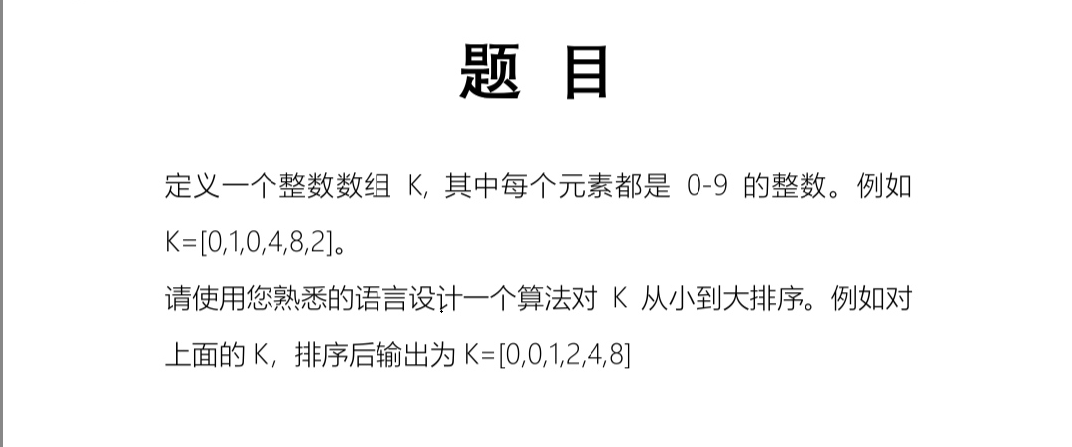 题 目
定义一个整数数组 K, 其中每个元素都是 0-9 的整数。例如
K=[0,1,0,4,8,2]。
请使用您熟悉的语言设计一个算法对 K 从小到大排序。例如对
上面的 K，排序后输出为 K=[0,0,1,2,4,8]